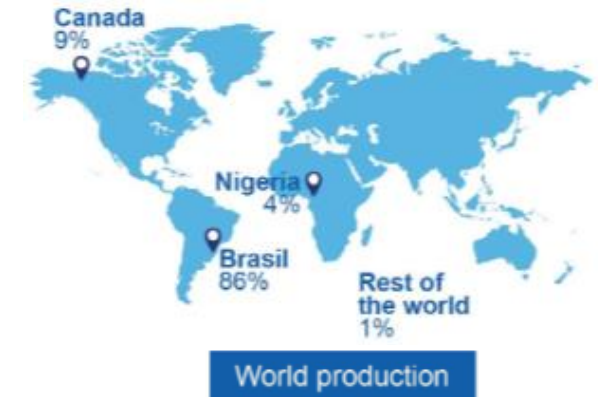 Canada
9%
Nigeria
4%
Brasil
86%
Rest of
the world
1%
World production